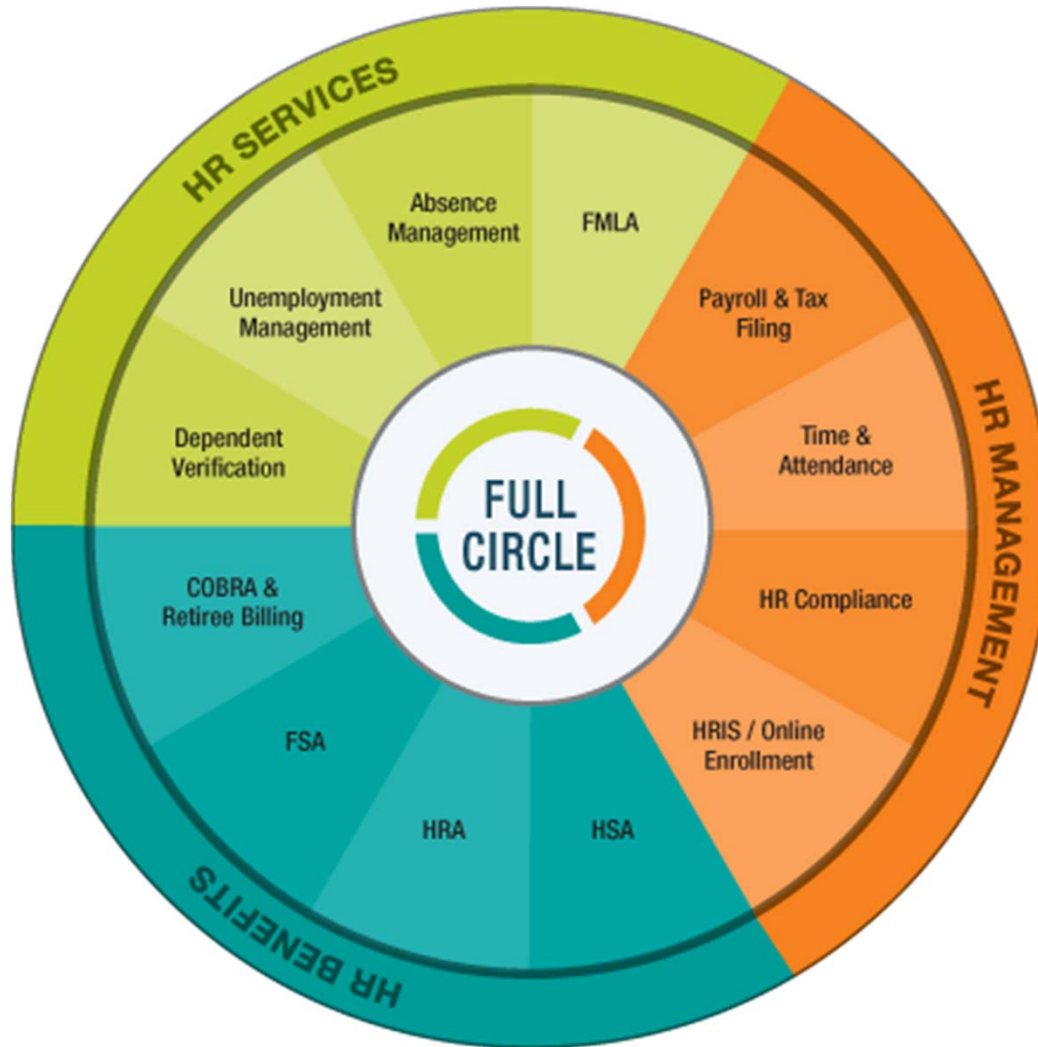 HR SERVICES
Absence
Management
FMLA
Unemployment
Management
Dependent
Verification
HR MANAGEMENT
Payroll & Tax
Filing
Time &
Attendance
HR Compliance
HRIS / Online
Enrollment
FULL
CIRCLE
HR BENEFITS
COBRA &
Retiree Billing
FSA
HRA
HSA